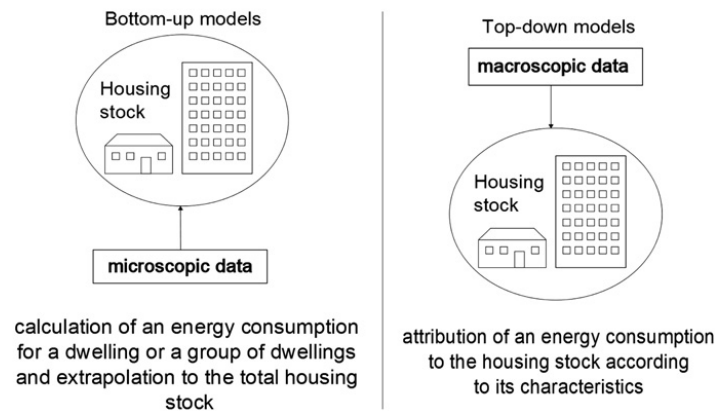 Bottom-up models
Housing
stock
microscopic data
calculation of an energy consumption
for a dwelling or a group of dwellings
and extrapolation to the total housing
stock
Top-down models
macroscopic data
Housing
stock
attribution of an energy consumption
to the housing stock according
to its characteristics